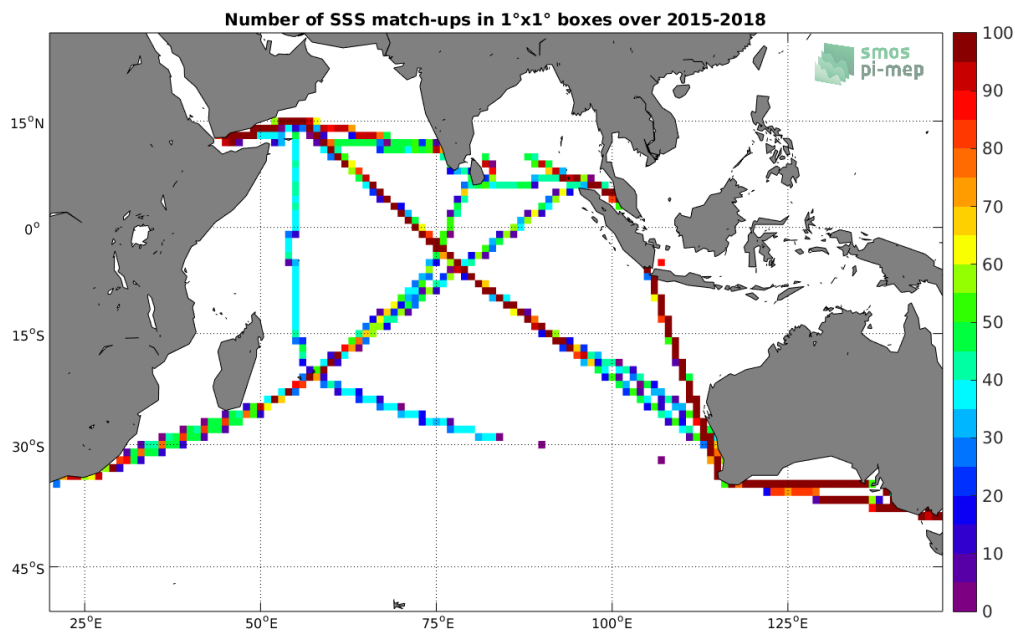 Number of SSS match-ups in 1°x1° boxes over 2015-2018
smos
pi-mep
100
90
80
70
60
50
40
30
20
10
0
15°N
0°
15°S
30°S
45°S
25°E
50°E
75°E
100°E
125°E